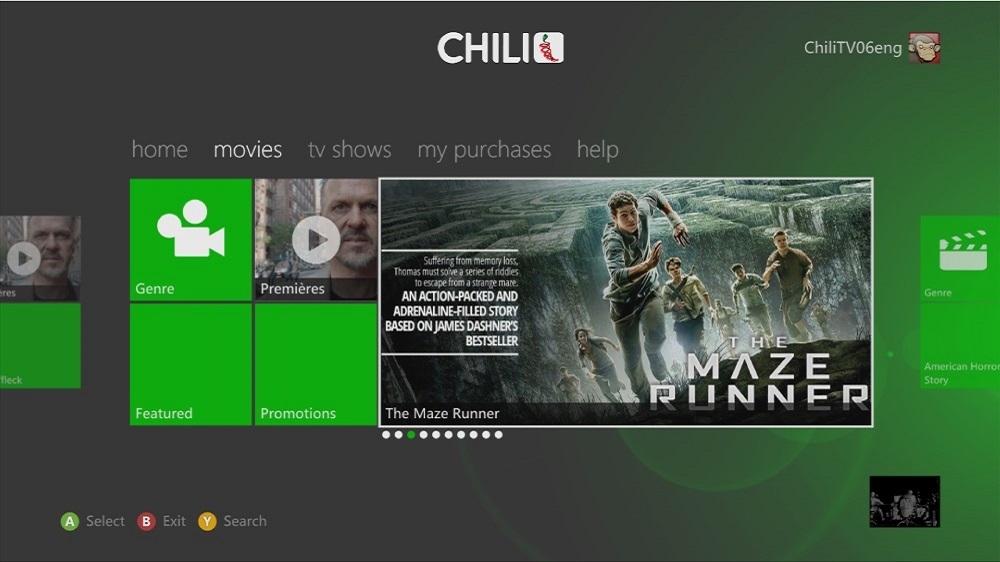 CHILI
ChiliTV06eng
home movies tv shows my purchases help
Genre
Premières
Suffering from memory loss,
Thomas must solve a series of riddles
to escape from a strange maze.
AN ACTION-PACKED AND
ADRENALINE-FILLED STORY
BASED ON JAMES DASHNER'S
BESTSELLER
THE
MAZE
RUNNER
Featured
Promotions
The Maze Runner
Genre
American Horror
Story
A Select B Exit Y Search